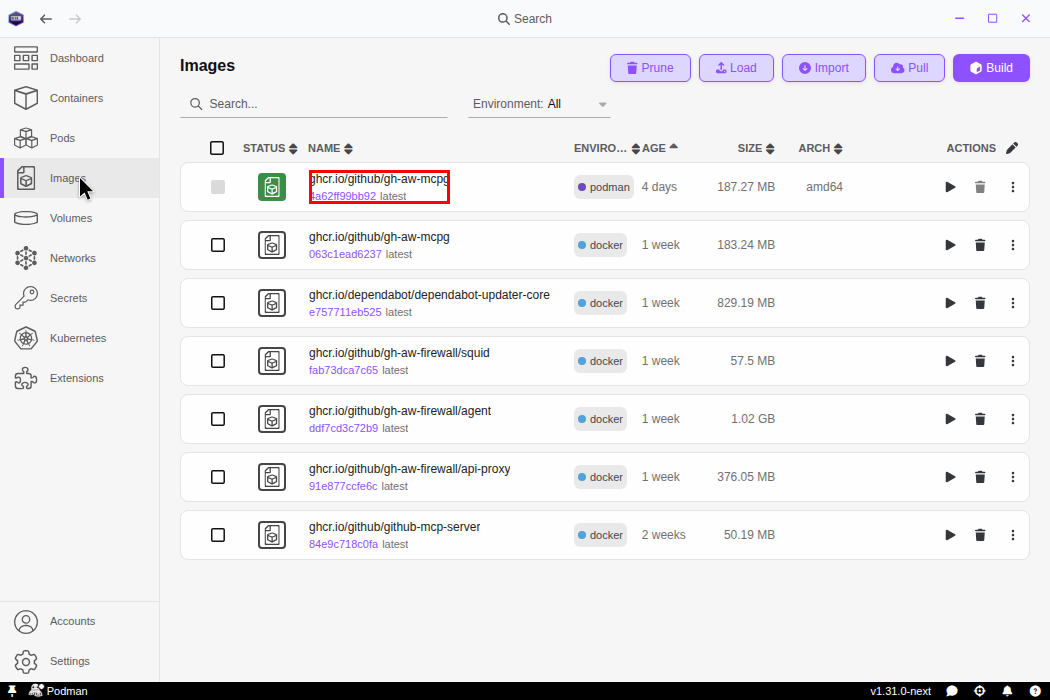 Search
Dashboard
Containers
Pods
Images
Volumes
Networks
Secrets
Kubernetes
Extensions
Accounts
Settings
Images
Prune
Load
Import
Pull
Build
Search...
Environment: All
STATUS NAME ENVIRO... AGE SIZE ARCH ACTIONS
ghcr.io/github/gh-aw-mcpg
4a62ff99bb92 latest
podman 4 days 187.27 MB amd64
ghcr.io/github/gh-aw-mcpg
063c1ead6237 latest
docker 1 week 183.24 MB
ghcr.io/dependabot/dependabot-updater-core
e757711eb525 latest
docker 1 week 829.19 MB
ghcr.io/github/gh-aw-firewall/squid
fab73dca7c65 latest
docker 1 week 57.5 MB
ghcr.io/github/gh-aw-firewall/agent
ddf7cd3c72b9 latest
docker 1 week 1.02 GB
ghcr.io/github/gh-aw-firewall/api-proxy
91e877ccfe6c latest
docker 1 week 376.05 MB
ghcr.io/github/github-mcp-server
84e9c718c0fa latest
docker 2 weeks 50.19 MB
Podman
v1.31.0-next